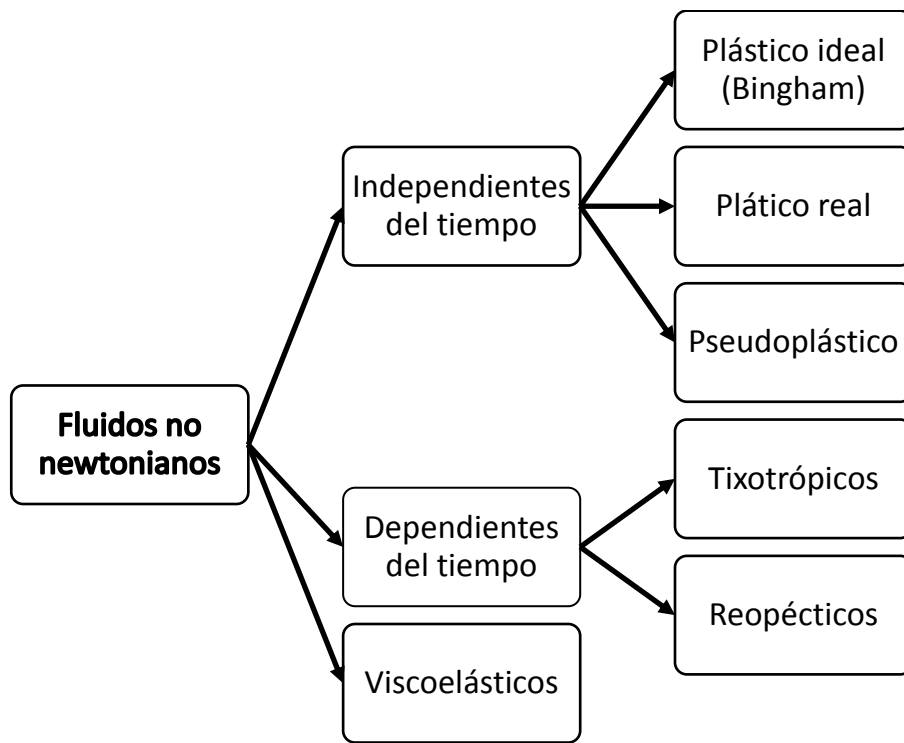 Fluidos no
newtonianos
Independientes
del tiempo
Plástico ideal
(Bingham)
Plático real
Pseudoplástico
Dependientes
del tiempo
Tixotrópicos
Reopécticos
Viscoelásticos